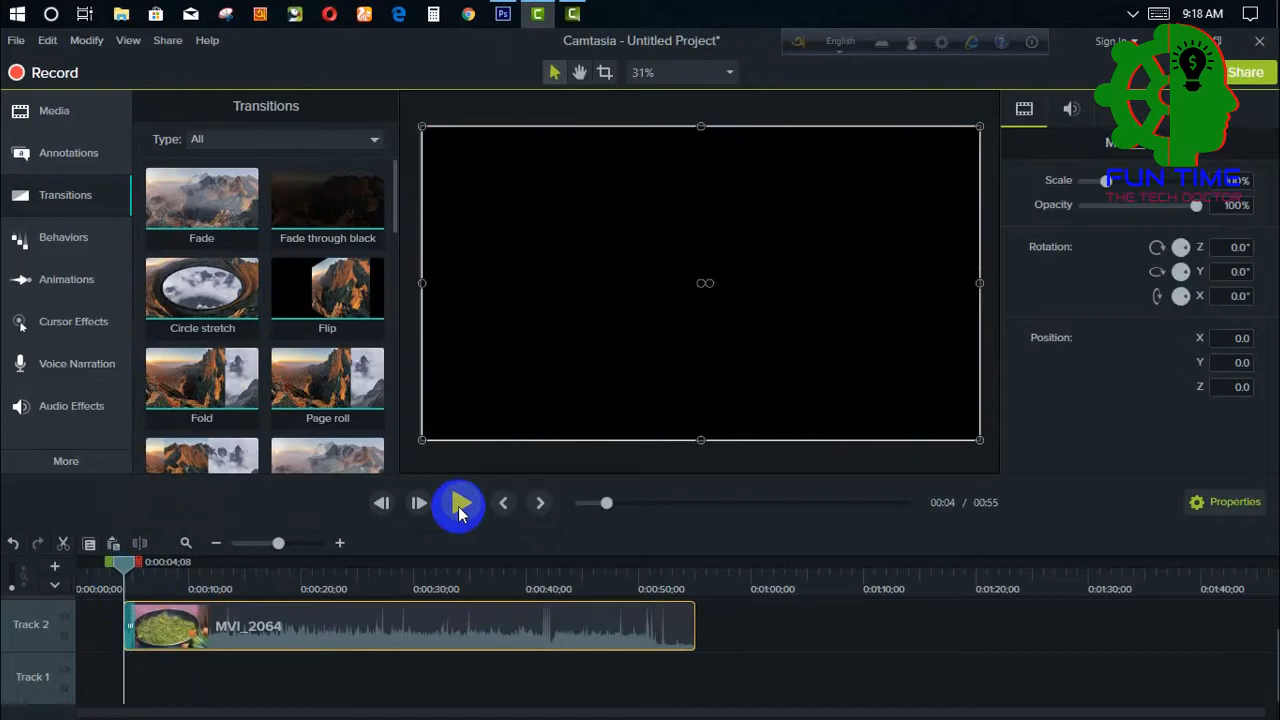 9:18 AM
File Edit Modify View Share Help
Camtasia - Untitled Project*
English
Sign In
Record
31%
Share
Media
Annotations
Transitions
Behaviors
Animations
Cursor Effects
Voice Narration
Audio Effects
More
Transitions
Type: All
Fade
Fade through black
Circle stretch
Flip
Fold
Page roll
FUN TIME
THE TECH DOCTOR
Scale 100%
Opacity 100%
Rotation: Z 0.0°
Y 0.0°
X 0.0°
Position: X 0.0
Y 0.0
Z 0.0
00:04 / 00:55
Properties
0:00:04;08
0:00:00;00 0:00:10;00 0:00:20;00 0:00:30;00 0:00:40;00 0:00:50;00 0:01:00;00 0:01:10;00 0:01:20;00 0:01:30;00 0:01:40;00
Track 2
MVI_2064
Track 1